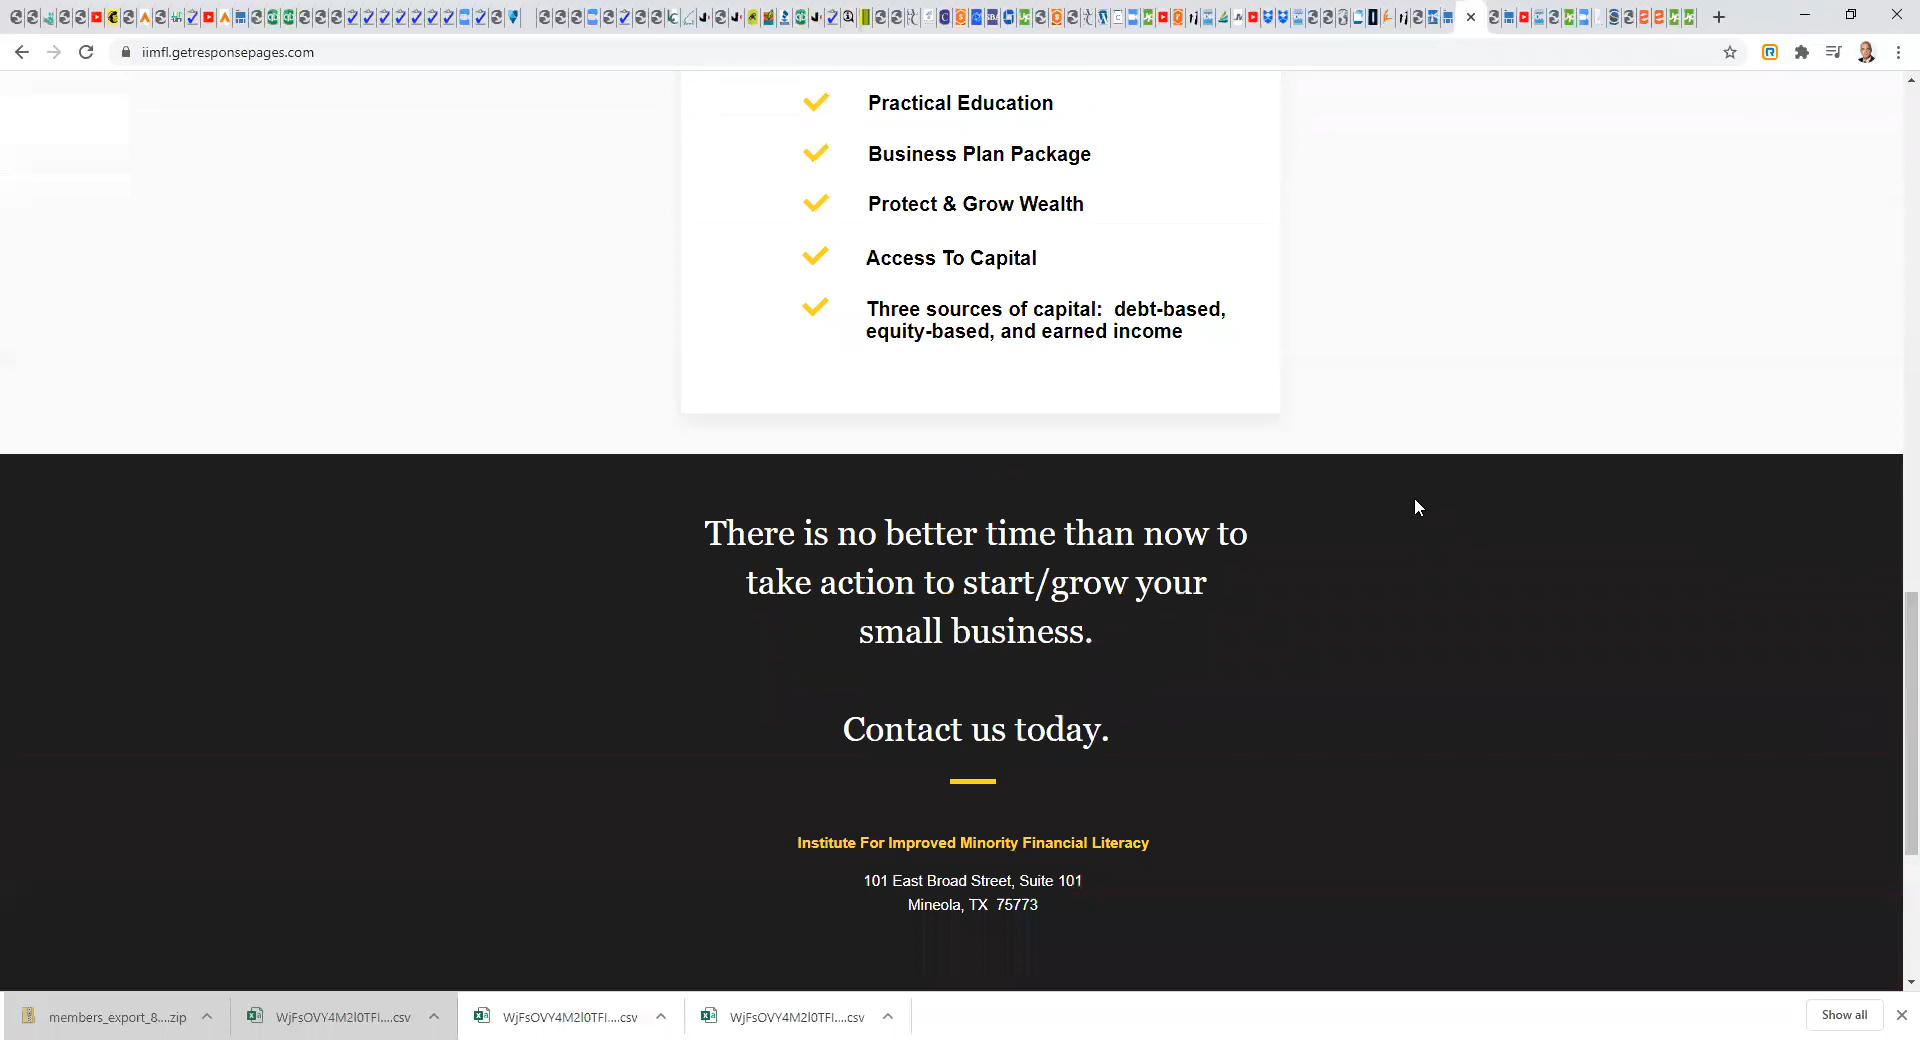 iimfl.getresponsepages.com
Practical Education
Business Plan Package
Protect & Grow Wealth
Access To Capital
Three sources of capital:  debt-based,
equity-based, and earned income
There is no better time than now to
take action to start/grow your
small business.
Contact us today.
Institute For Improved Minority Financial Literacy
101 East Broad Street, Suite 101
Mineola, TX  75773
members_export_8....zip
WjFsOVY4M2l0TFI....csv
WjFsOVY4M2l0TFI....csv
WjFsOVY4M2l0TFI....csv
Show all